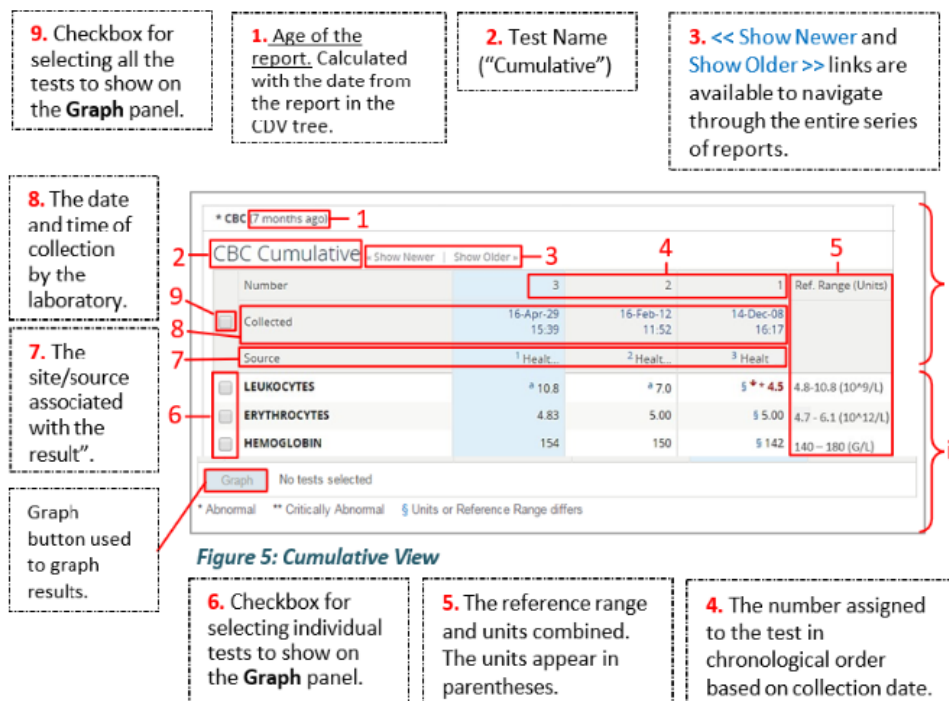 9. Checkbox for
selecting all the
tests to show on
the Graph panel.
1. Age of the
report. Calculated
with the date from
the report in the
CDV tree.
2. Test Name
(“Cumulative”)
3. << Show Newer and
Show Older >> links are
available to navigate
through the entire series
of reports.
8. The date
and time of
collection
by the
laboratory.
7. The
site/source
associated
with the
result”.
Graph
button used
to graph
results.
* CBC (7 months ago) 1
2 CBC Cumulative « Show Newer | Show Older » 3 4 5
Number 3 2 1 Ref. Range (Units)
9
8 Collected 16-Apr-29 16-Feb-12 14-Dec-08
15:39 11:52 16:17
7 Source 1 Healt... 2 Healt... 3 Healt
LEUKOCYTES a 10.8 a 7.0 § * 4.5 4.8-10.8 (10^9/L)
6 ERYTHROCYTES 4.83 5.00 § 5.00 4.7 - 6.1 (10^12/L)
HEMOGLOBIN 154 150 § 142 140 – 180 (G/L)
Graph No tests selected
* Abnormal ** Critically Abnormal § Units or Reference Range differs
Figure 5: Cumulative View
6. Checkbox for
selecting individual
tests to show on
the Graph panel.
5. The reference range
and units combined.
The units appear in
parentheses.
4. The number assigned
to the test in
chronological order
based on collection date.